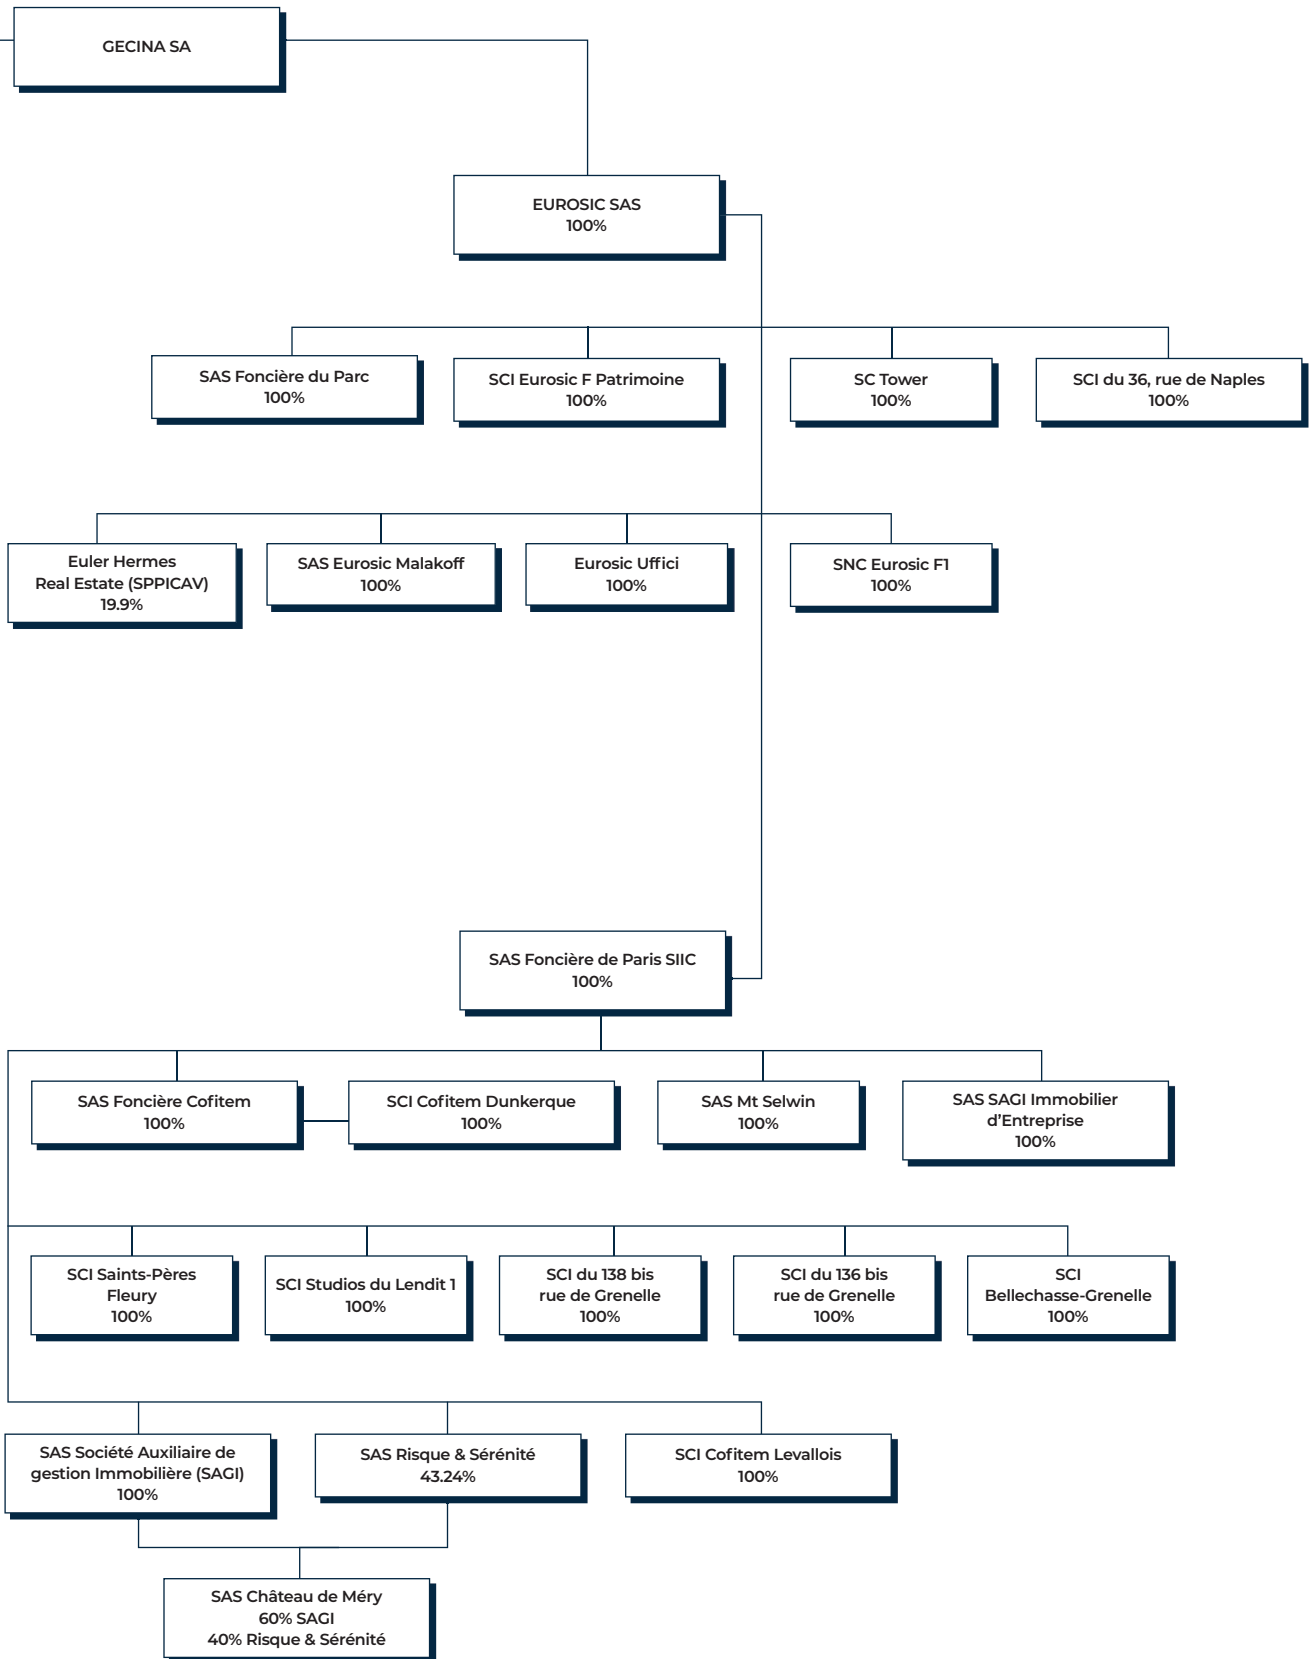 GECINA SA
EUROSIC SAS
100%
SAS Foncière du Parc
100%
SCI Eurosic F Patrimoine
100%
SC Tower
100%
SCI du 36, rue de Naples
100%
Euler Hermes
Real Estate (SPPICAV)
19.9%
SAS Eurosic Malakoff
100%
Eurosic Uffici
100%
SNC Eurosic F1
100%
SAS Foncière de Paris SIIC
100%
SAS Foncière Cofitem
100%
SCI Cofitem Dunkerque
100%
SAS Mt Selwin
100%
SAS SAGI Immobilier
d’Entreprise
100%
SCI Saints-Pères
Fleury
100%
SCI Studios du Lendit 1
100%
SCI du 138 bis
rue de Grenelle
100%
SCI du 136 bis
rue de Grenelle
100%
SCI
Bellechasse-Grenelle
100%
SAS Société Auxiliaire de
gestion Immobilière (SAGI)
100%
SAS Risque & Sérénité
43.24%
SCI Cofitem Levallois
100%
SAS Château de Méry
60% SAGI
40% Risque & Sérénité